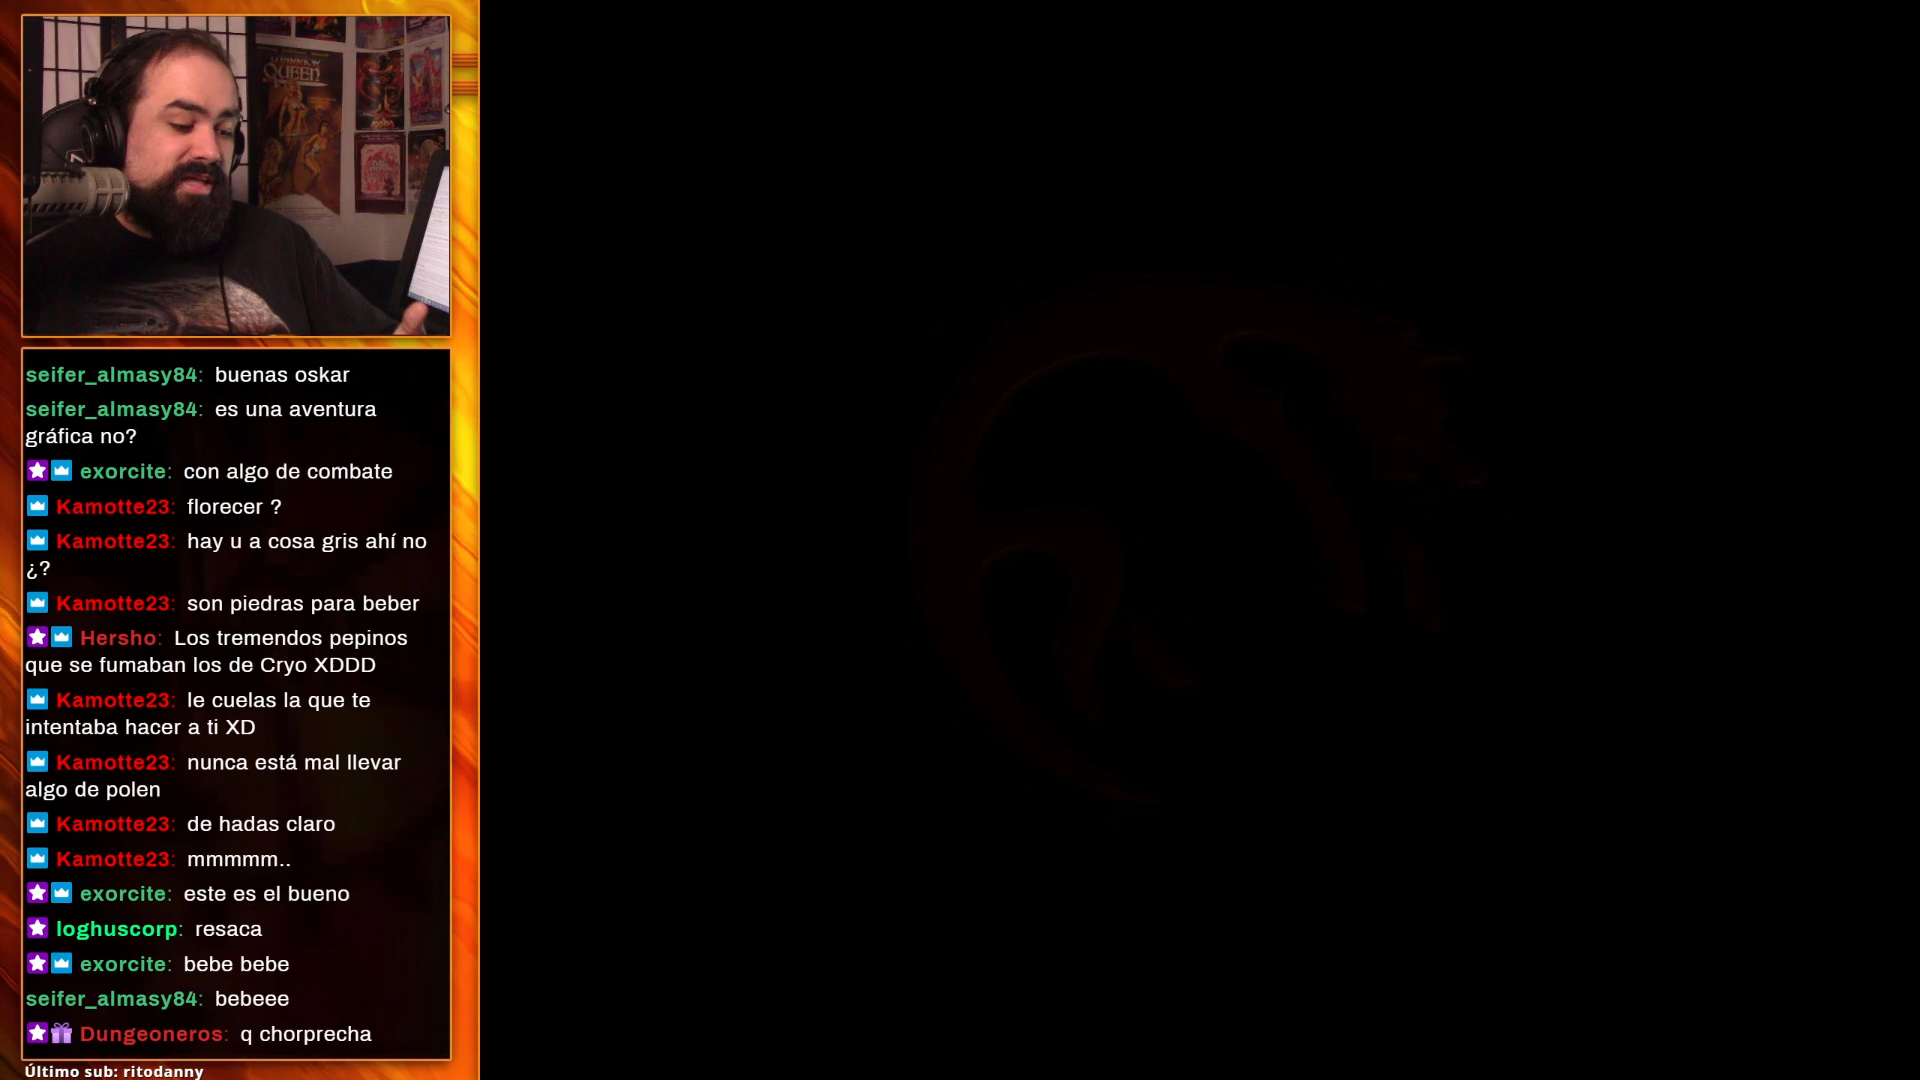 QUEEN
seifer_almasy84: buenas oskar
seifer_almasy84: es una aventura
gráfica no?
exorcite: con algo de combate
Kamotte23: florecer ?
Kamotte23: hay u a cosa gris ahí no
¿?
Kamotte23: son piedras para beber
Hersho: Los tremendos pepinos
que se fumaban los de Cryo XDDD
Kamotte23: le cuelas la que te
intentaba hacer a ti XD
Kamotte23: nunca está mal llevar
algo de polen
Kamotte23: de hadas claro
Kamotte23: mmmmm..
exorcite: este es el bueno
loghuscorp: resaca
exorcite: bebe bebe
seifer_almasy84: bebeee
Dungeoneros: q chorprecha
Último sub: ritodanny